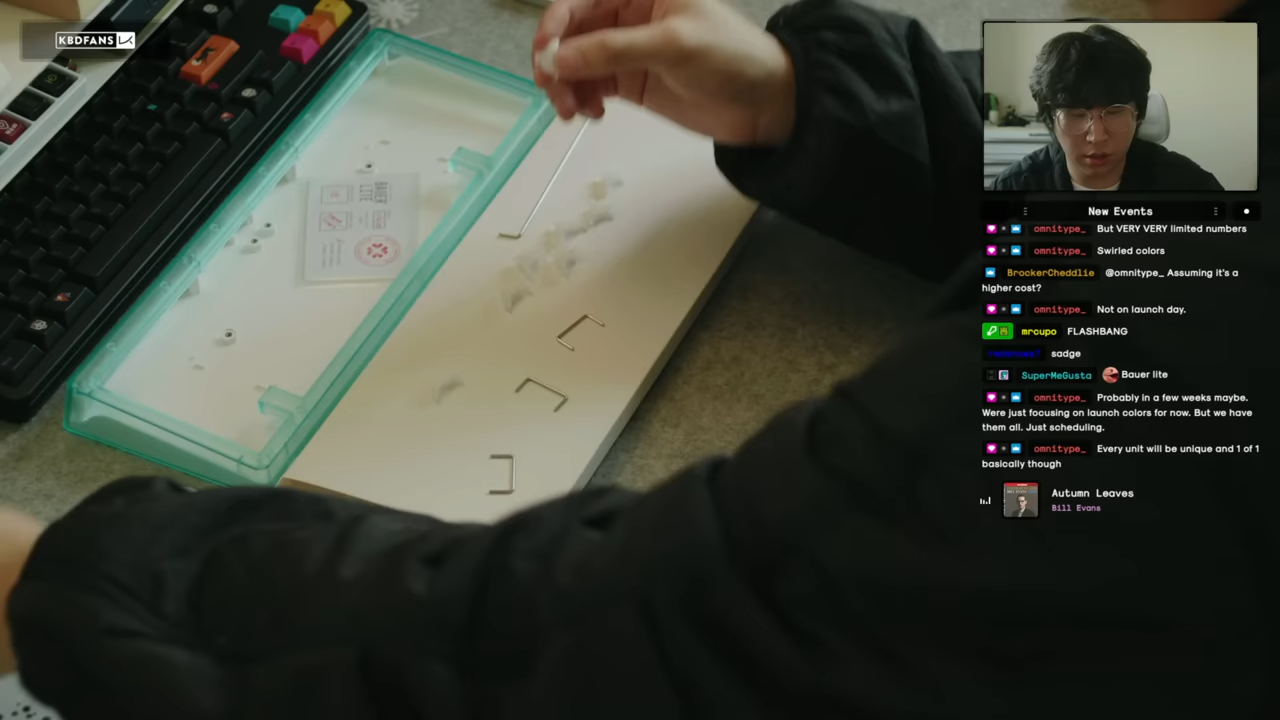 KBDFANS
BAUER
LITE
New Events
omnitype_ But VERY VERY limited numbers
omnitype_ Swirled colors
BrockerCheddlie @omnitype_ Assuming it's a
higher cost?
omnitype_ Not on launch day.
mrcupo FLASHBANG
sadge
SuperMeGusta Bauer lite
omnitype_ Probably in a few weeks maybe.
Were just focusing on launch colors for now. But we have
them all. Just scheduling.
omnitype_ Every unit will be unique and 1 of 1
basically though
Autumn Leaves
Bill Evans